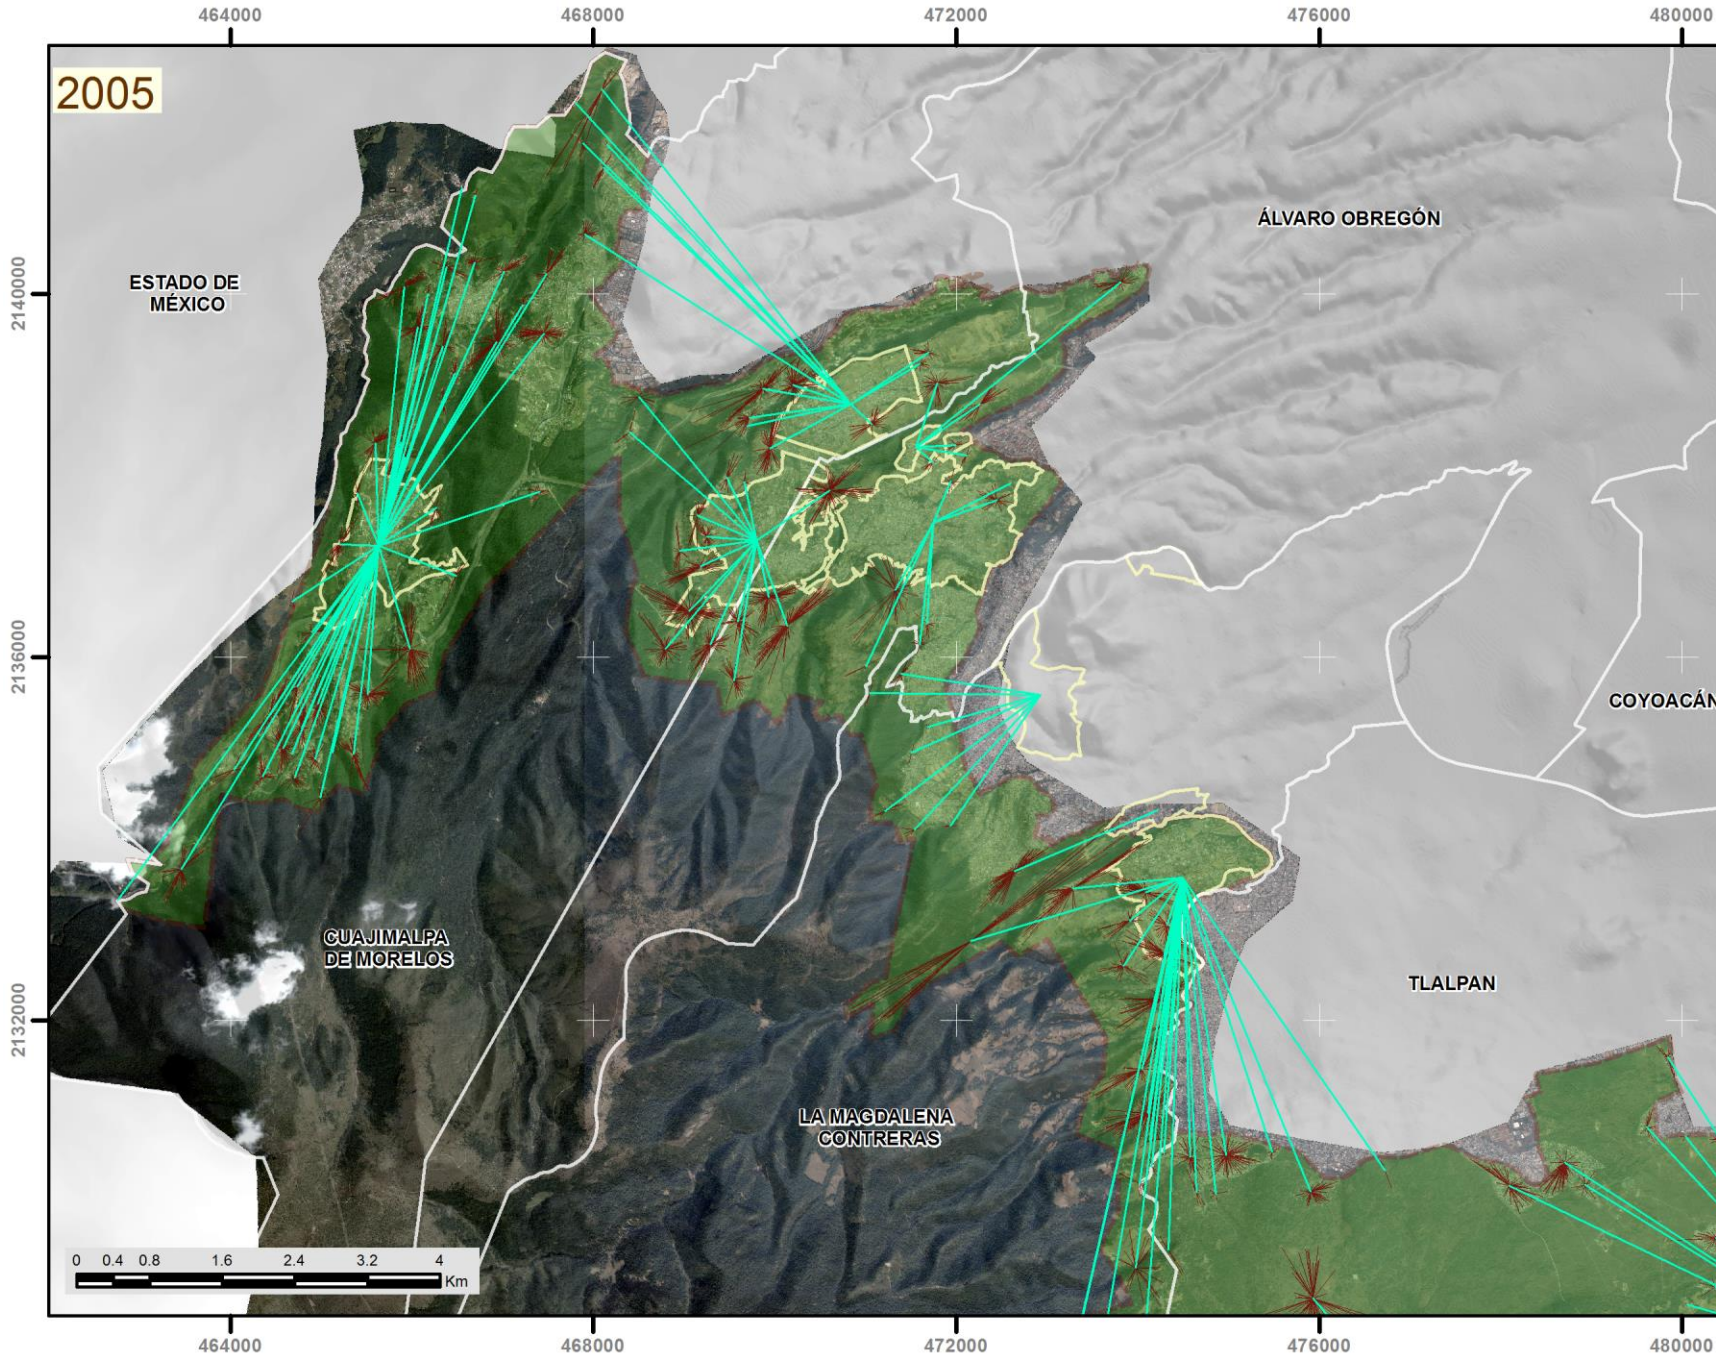 464000 468000 472000 476000 480000
2005
ÁLVARO OBREGÓN
ESTADO DE
MÉXICO
2140000
2136000
COYOACÁN
CUAJIMALPA
DE MORELOS
TLALPAN
2132000
LA MAGDALENA
CONTRERAS
0 0.4 0.8 1.6 2.4 3.2 4
Km
464000 468000 472000 476000 480000